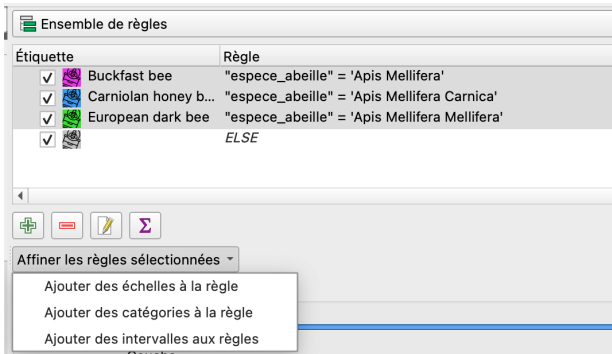 Ensemble de règles
Étiquette Règle
Buckfast bee "espece_abeille" = 'Apis Mellifera'
Carniolan honey b... "espece_abeille" = 'Apis Mellifera Carnica'
European dark bee "espece_abeille" = 'Apis Mellifera Mellifera'
ELSE
Σ
Affiner les règles sélectionnées
Ajouter des échelles à la règle
Ajouter des catégories à la règle
Ajouter des intervalles aux règles